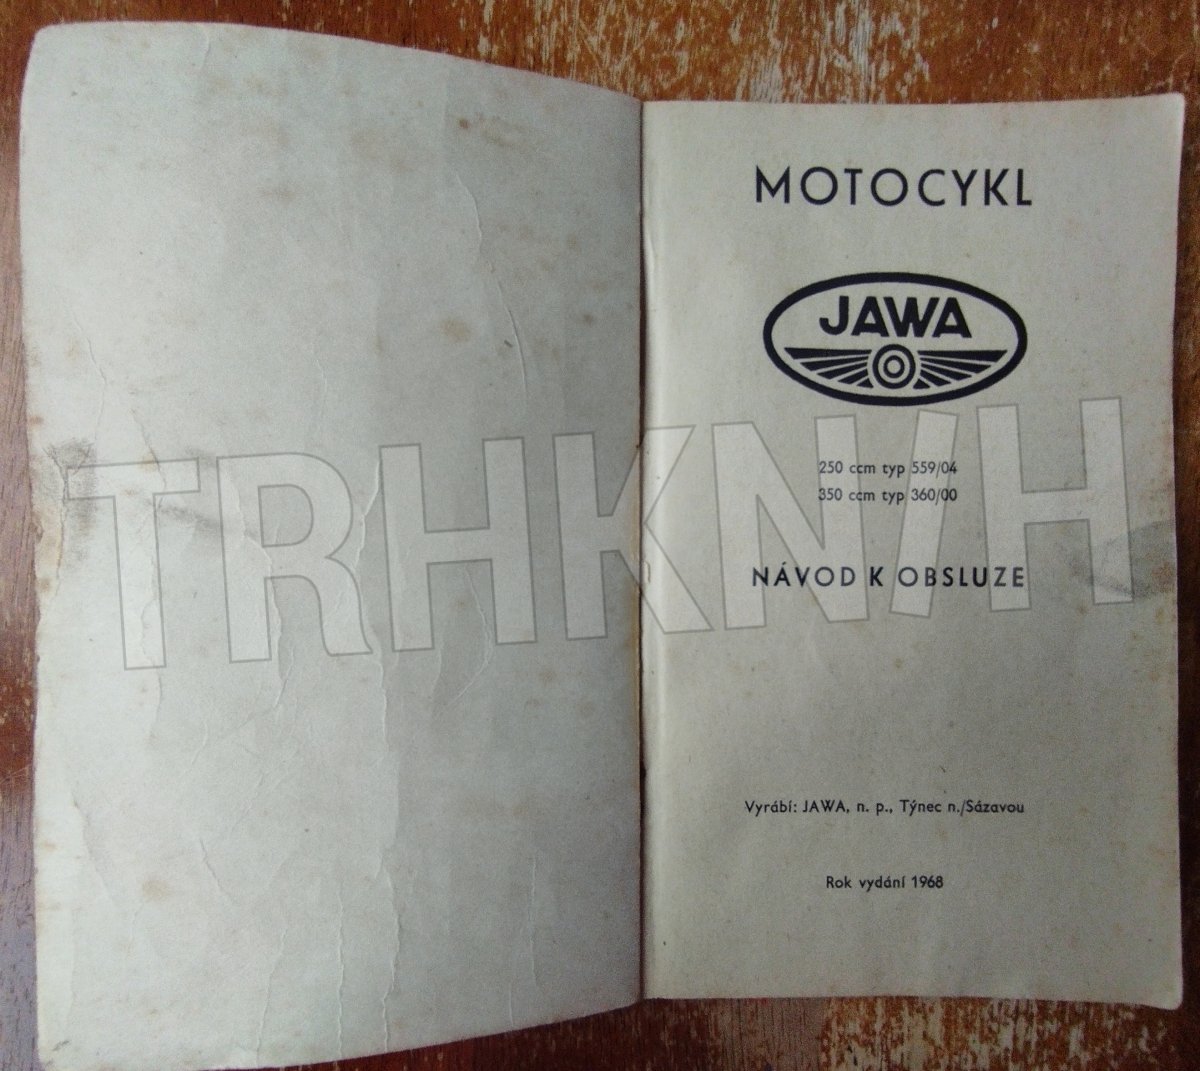 MOTOCYKL
JAWA
250 ccm typ 559/04
350 ccm typ 360/00
TRHKN/H
NÁVOD K OBSLUZE
Vyrábí: JAWA, n. p., Týnec n./Sázavou
Rok vydání 1968